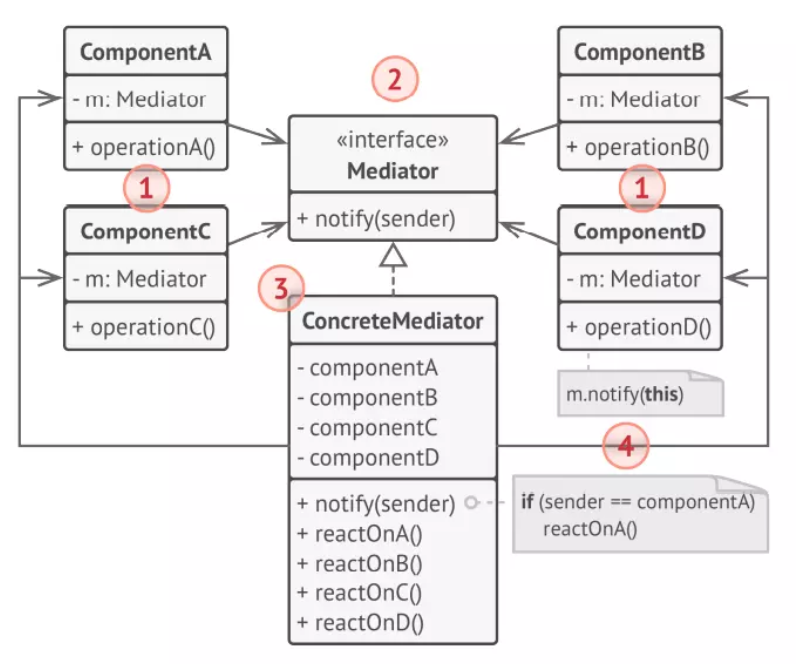 ComponentA
- m: Mediator
+ operationA()
1
ComponentC
- m: Mediator
+ operationC()
2
«interface»
Mediator
+ notify(sender)
3
ConcreteMediator
- componentA
- componentB
- componentC
- componentD
+ notify(sender)
+ reactOnA()
+ reactOnB()
+ reactOnC()
+ reactOnD()
ComponentB
- m: Mediator
+ operationB()
1
ComponentD
- m: Mediator
+ operationD()
m.notify(this)
4
if (sender == componentA)
reactOnA()